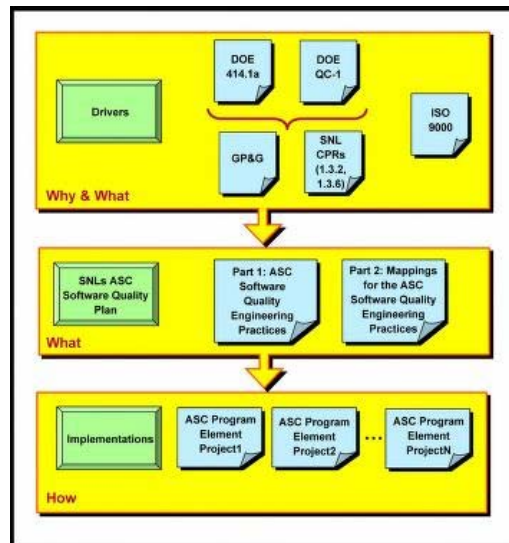 DOE
414.1a
DOE
QC-1
Drivers
ISO
9000
GP&G
SNL
CPRs
(1.3.2,
1.3.6)
Why & What
SNLs ASC
Software Quality
Plan
Part 1: ASC
Software
Quality
Engineering
Practices
Part 2: Mappings
for the ASC
Software Quality
Engineering
Practices
What
Implementations
ASC Program
Element
Project1
ASC Program
Element
Project2
...
ASC Program
Element
ProjectN
How